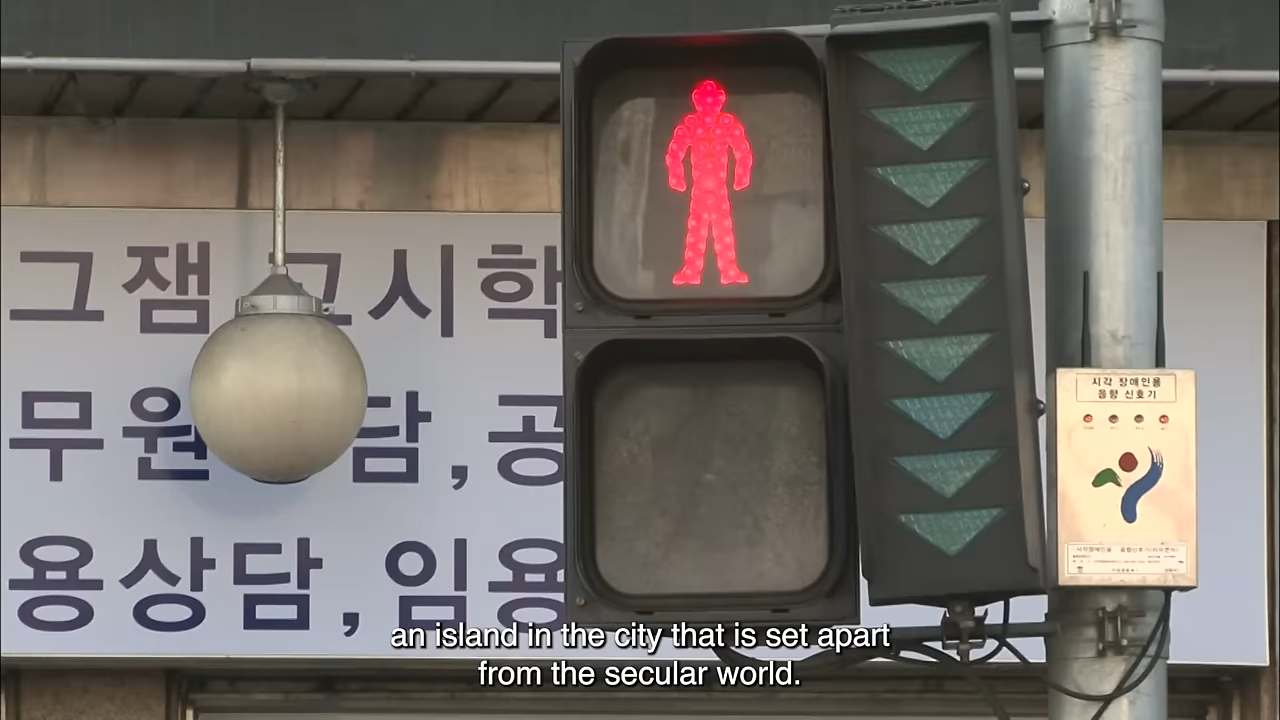 그잼 고시학
무원 담, 공
용상담, 임용
시각 장애인용
음향 신호기
an island in the city that is set apart
from the secular world.